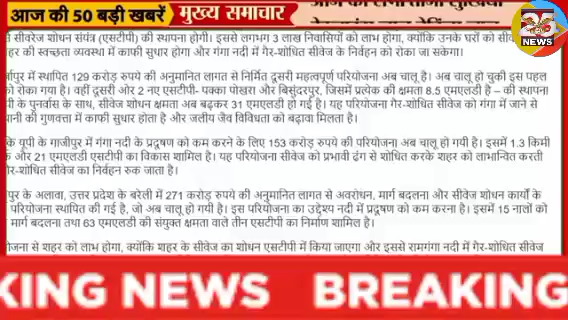 आज की 50 बड़ी खबरें
मुख्य समाचार
NEWS
सीवरेज शोधन संयंत्र (एसटीपी) की स्थापना होगी। इससे लगभग 3 लाख निवासियों को लाभ होगा, क्योंकि उनके घरों को
हर की स्वच्छता व्यवस्था में काफी सुधार होगा और गंगा नदी में गैर-शोधित सीवेज के निर्वहन को रोका जा सकेगा।
र्जापुर में स्थापित 129 करोड़ रुपये की अनुमानित लागत से निर्मित दूसरी महत्वपूर्ण परियोजना अब चालू है। अब चालू हो चुकी इस पहल
को रोका गया है। वहीं दूसरी ओर 2 नए एसटीपी- पक्का पोखरा और बिसुंदरपुर, जिसमें प्रत्येक की क्षमता 8.5 एमएलडी है – की स्थापना
पी के पुनर्वास के साथ, सीवेज शोधन क्षमता अब बढ़कर 31 एमएलडी हो गई है। यह परियोजना गैर-शोधित सीवेज को गंगा में जाने से
पानी की गुणवत्ता में काफी सुधार होता है और जलीय जैव विविधता को बढ़ावा मिलता है।
कि यूपी के गाजीपुर में गंगा नदी के प्रदूषण को कम करने के लिए 153 करोड़ रुपये की परियोजना अब चालू हो गयी है। इसमें 1.3 किमी
के और 21 एमएलडी एसटीपी का विकास शामिल है। यह परियोजना सीवेज को प्रभावी ढंग से शोधित करके शहर को लाभान्वित करती
गैर-शोधित सीवेज का निर्वहन रुक जाता है।
पुर के अलावा, उत्तर प्रदेश के बरेली में 271 करोड़ रुपये की अनुमानित लागत से अवरोधन, मार्ग बदलना और सीवेज शोधन कार्यों के
परियोजना स्थापित की गई है, जो अब चालू हो गयी है। इस परियोजना का उद्देश्य नदी में प्रदूषण को कम करना है। इसमें 15 नालों को
मार्ग बदलना तथा 63 एमएलडी की संयुक्त क्षमता वाले तीन एसटीपी का निर्माण शामिल है।
योजना से शहर को लाभ होगा, क्योंकि शहर के सीवेज का शोधन एसटीपी में किया जाएगा और इससे रामगंगा नदी में गैर-शोधित सीवेज
KING NEWS BREAKING